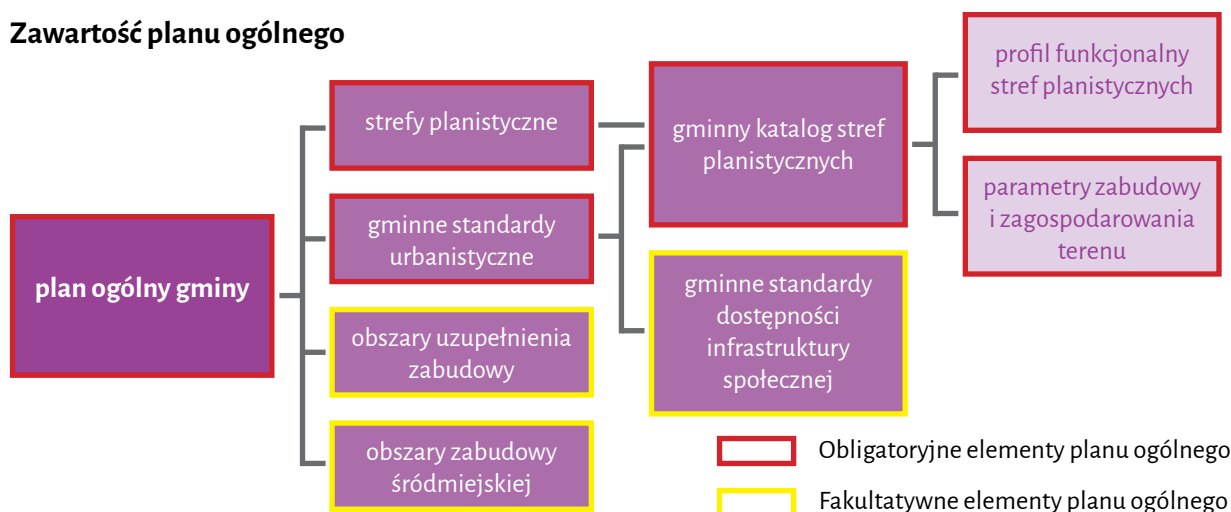 Zawartość planu ogólnego
plan ogólny gminy
strefy planistyczne
gminne standardy
urbanistyczne
obszary uzupełnienia
zabudowy
obszary zabudowy
śródmiejskiej
gminny katalog stref
planistycznych
gminne standardy
dostępności
infrastruktury
społecznej
profil funkcjonalny
stref planistycznych
parametry zabudowy
i zagospodarowania
terenu
Obligatoryjne elementy planu ogólnego
Fakultatywne elementy planu ogólnego